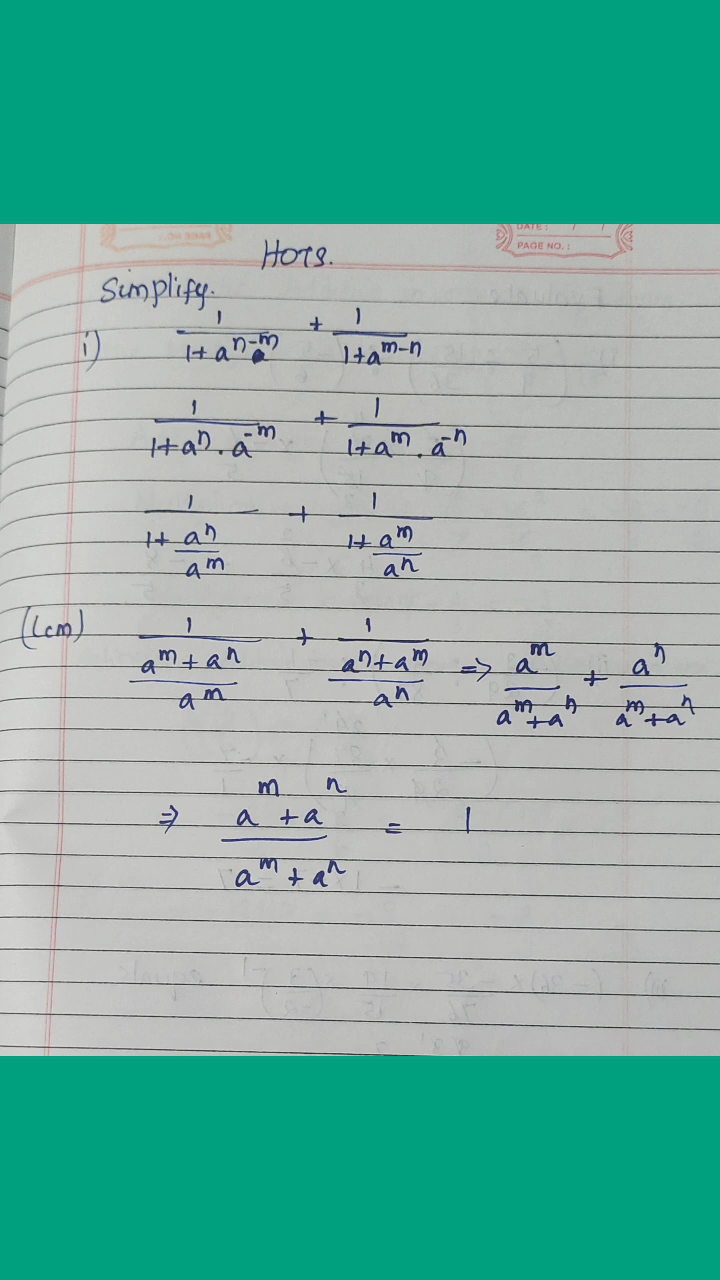 DATE: / /
PAGE NO.:
HOTS.
Simplify.
i) 1/(1+a^(n-m)) + 1/(1+a^(m-n))
1/(1+a^n . a^-m) + 1/(1+a^m . a^-n)
1/(1+a^n/a^m) + 1/(1+a^m/a^n)
(lcm) 1/((a^m+a^n)/a^m) + 1/((a^n+a^m)/a^n) => a^m/(a^m+a^n) + a^n/(a^m+a^n)
=> (a^m+a^n)/(a^m+a^n) = 1